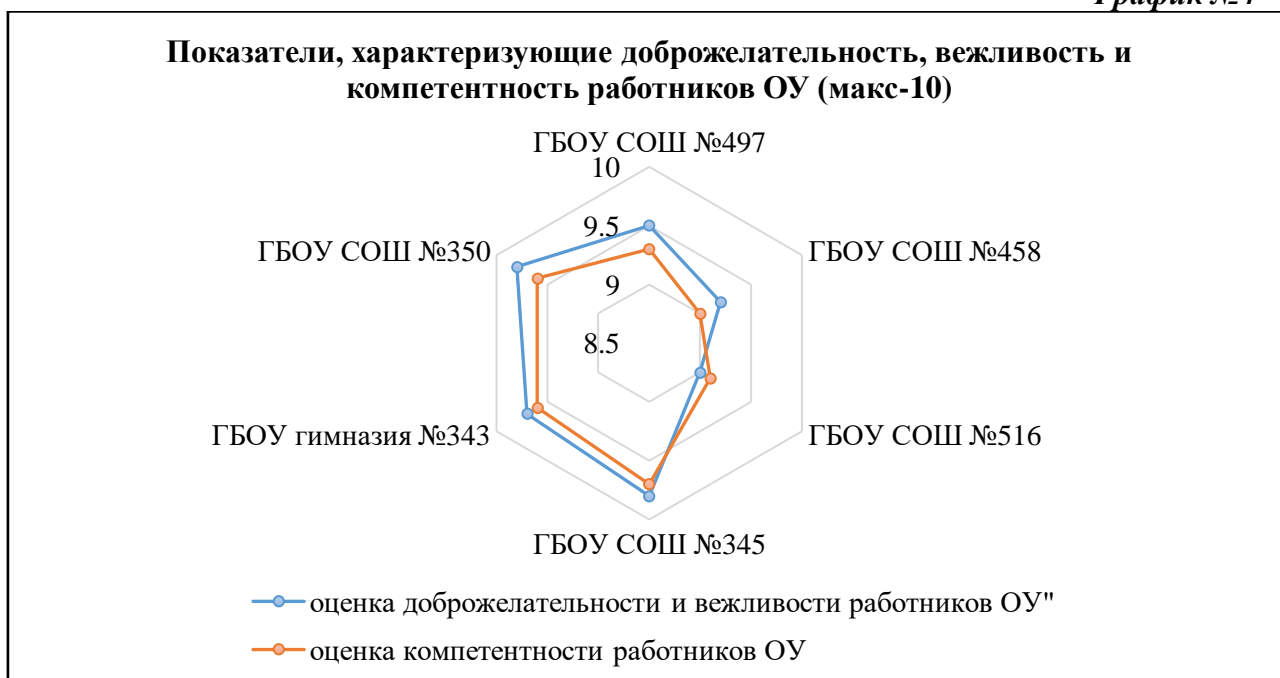 График №4
Показатели, характеризующие доброжелательность, вежливость и
компетентность работников ОУ (макс-10)
ГБОУ СОШ №497
10
9.5
ГБОУ СОШ №350
ГБОУ СОШ №458
9
8.5
ГБОУ гимназия №343
ГБОУ СОШ №516
ГБОУ СОШ №345
оценка доброжелательности и вежливости работников ОУ"
оценка компетентности работников ОУ